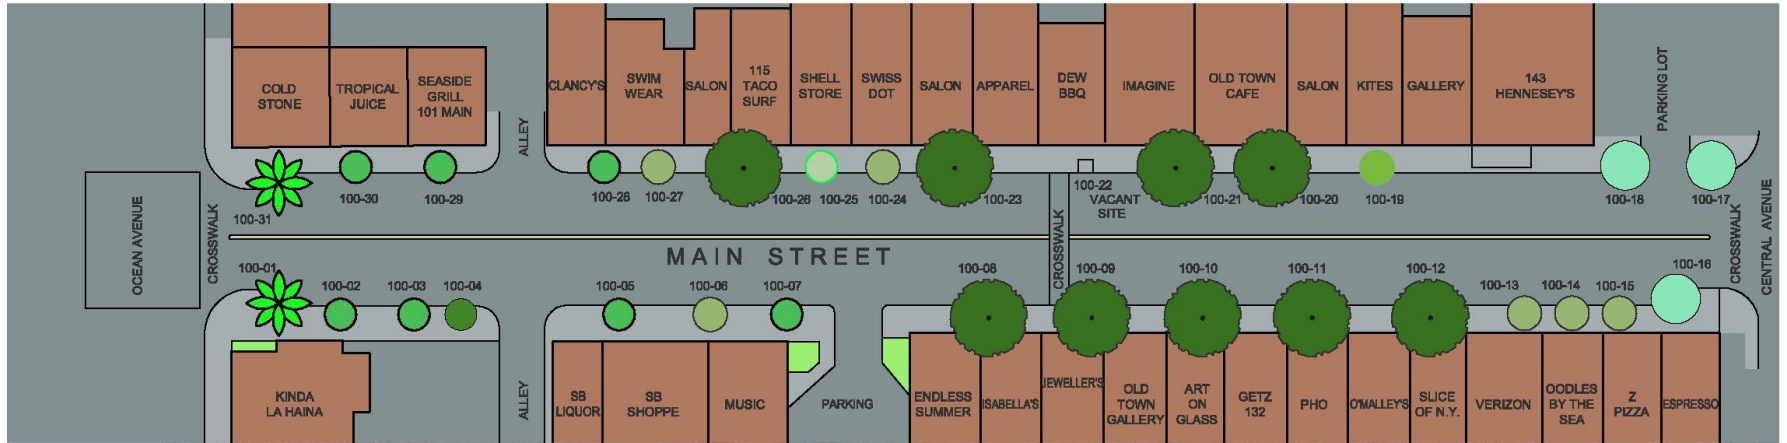 COLD
STONE
TROPICAL
JUICE
SEASIDE
GRILL
101 MAIN
ALLEY
CLANCY'S
SWIM
WEAR
SALON
115
TACO
SURF
SHELL
STORE
SWISS
DOT
SALON
APPAREL
DEW
BBQ
IMAGINE
OLD TOWN
CAFE
SALON
KITES
GALLERY
143
HENNESEY'S
PARKING LOT
100-31
100-30
100-29
100-28
100-27
100-26
100-25
100-24
100-23
100-22
VACANT
SITE
100-21
100-20
100-19
100-18
100-17
OCEAN AVENUE
CROSSWALK
MAIN STREET
CROSSWALK
CROSSWALK
CENTRAL AVENUE
100-01
100-02
100-03
100-04
100-05
100-06
100-07
100-08
100-09
100-10
100-11
100-12
100-13
100-14
100-15
100-16
KINDA
LA HAINA
ALLEY
SB
LIQUOR
SB
SHOPPE
MUSIC
PARKING
ENDLESS
SUMMER
ISABELLA'S
JEWELLER'S
OLD
TOWN
GALLERY
ART
ON
GLASS
GETZ
132
PHO
O'MALLEY'S
SLICE
OF N.Y.
VERIZON
OODLES
BY THE
SEA
Z
PIZZA
ESPRESSO